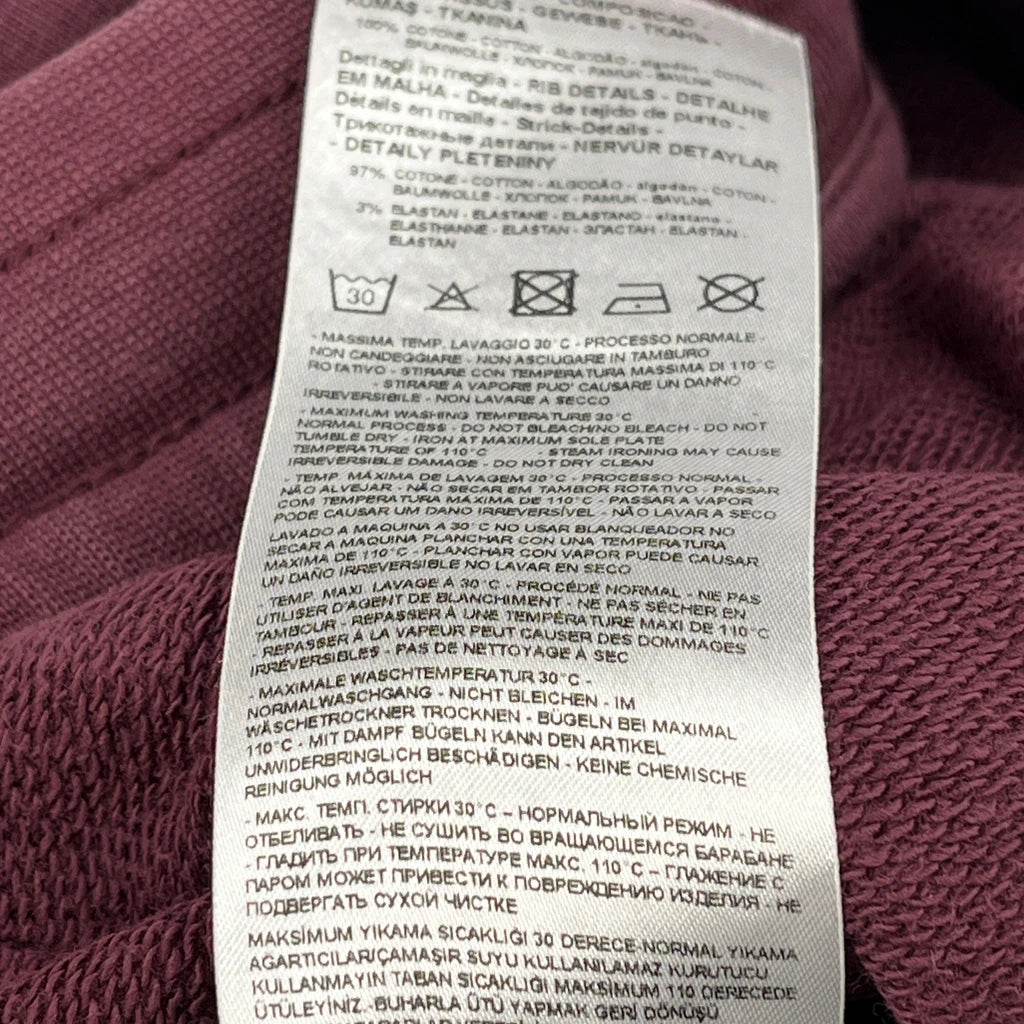 COMPOSIÇÃO
TESSUS - GEWEBE - ТКАНЬ -
KUMAŞ - TKANINA
100% COTONE - COTTON - ALGODÃO - algodon - COTON -
BAUMWOLLE - ХЛОПОК - PAMUK - BAVLNA
Dettagli in maglia - RIB DETAILS - DETALHE
EM MALHA - Detalles de tejido de punto -
Détails en maille - Strick-Details -
Трикотажные детали - NERVÜR DETAYLAR
- DETAILY PLETENINY
97% COTONE - COTTON - ALGODÃO - algodon - COTON -
BAUMWOLLE - ХЛОПОК - PAMUK - BAVLNA
3% ELASTAN - ELASTANE - ELASTANO - elastano -
ELASTHANNE - ELASTAN - ЭЛАСТАН - ELASTAN -
ELASTAN
30
- MASSIMA TEMP. LAVAGGIO 30°C - PROCESSO NORMALE -
NON CANDEGGIARE - NON ASCIUGARE IN TAMBURO
ROTATIVO - STIRARE CON TEMPERATURA MASSIMA DI 110°C
- STIRARE A VAPORE PUO' CAUSARE UN DANNO
IRREVERSIBILE - NON LAVARE A SECCO
- MAXIMUM WASHING TEMPERATURE 30°C
NORMAL PROCESS - DO NOT BLEACH/NO BLEACH - DO NOT
TUMBLE DRY - IRON AT MAXIMUM SOLE PLATE
TEMPERATURE OF 110°C - STEAM IRONING MAY CAUSE
IRREVERSIBLE DAMAGE - DO NOT DRY CLEAN
- TEMP. MÁXIMA DE LAVAGEM 30°C - PROCESSO NORMAL -
NÃO ALVEJAR - NÃO SECAR EM TAMBOR ROTATIVO - PASSAR
COM TEMPERATURA MÁXIMA DE 110°C - PASSAR A VAPOR
PODE CAUSAR UM DANO IRREVERSÍVEL - NÃO LAVAR A SECO
LAVADO A MAQUINA A 30°C NO USAR BLANQUEADOR NO
SECAR A MAQUINA PLANCHAR CON UNA TEMPERATURA
MAXIMA DE 110°C - PLANCHAR CON VAPOR PUEDE CAUSAR
UN DAÑO IRREVERSIBLE NO LAVAR EN SECO
- TEMP. MAXI LAVAGE À 30°C - PROCÉDÉ NORMAL - NE PAS
UTILISER D'AGENT DE BLANCHIMENT - NE PAS SÉCHER EN
TAMBOUR - REPASSER À UNE TEMPÉRATURE MAXI DE 110°C
- REPASSER À LA VAPEUR PEUT CAUSER DES DOMMAGES
IRRÉVERSIBLES - PAS DE NETTOYAGE À SEC
- MAXIMALE WASCHTEMPERATUR 30°C -
NORMALWASCHGANG - NICHT BLEICHEN - IM
WÄSCHETROCKNER TROCKNEN - BÜGELN BEI MAXIMAL
110°C - MIT DAMPF BÜGELN KANN DEN ARTIKEL
UNWIDERBRINGLICH BESCHÄDIGEN - KEINE CHEMISCHE
REINIGUNG MÖGLICH
- МАКС. ТЕМП. СТИРКИ 30°С – НОРМАЛЬНЫЙ РЕЖИМ - НЕ
ОТБЕЛИВАТЬ - НЕ СУШИТЬ ВО ВРАЩАЮЩЕМСЯ БАРАБАНЕ
- ГЛАДИТЬ ПРИ ТЕМПЕРАТУРЕ МАКС. 110°С – ГЛАЖЕНИЕ С
ПАРОМ МОЖЕТ ПРИВЕСТИ К ПОВРЕЖДЕНИЮ ИЗДЕЛИЯ - НЕ
ПОДВЕРГАТЬ СУХОЙ ЧИСТКЕ
MAKSİMUM YIKAMA SICAKLIĞI 30 DERECE-NORMAL YIKAMA
AĞARTICILAR/ÇAMAŞIR SUYU KULLANILAMAZ KURUTUCU
KULLANMAYIN TABAN SICAKLIĞI MAKSİMUM 110 DERECEDE
ÜTÜLEYİNİZ.-BUHARLA ÜTÜ YAPMAK GERİ DÖNÜŞÜ